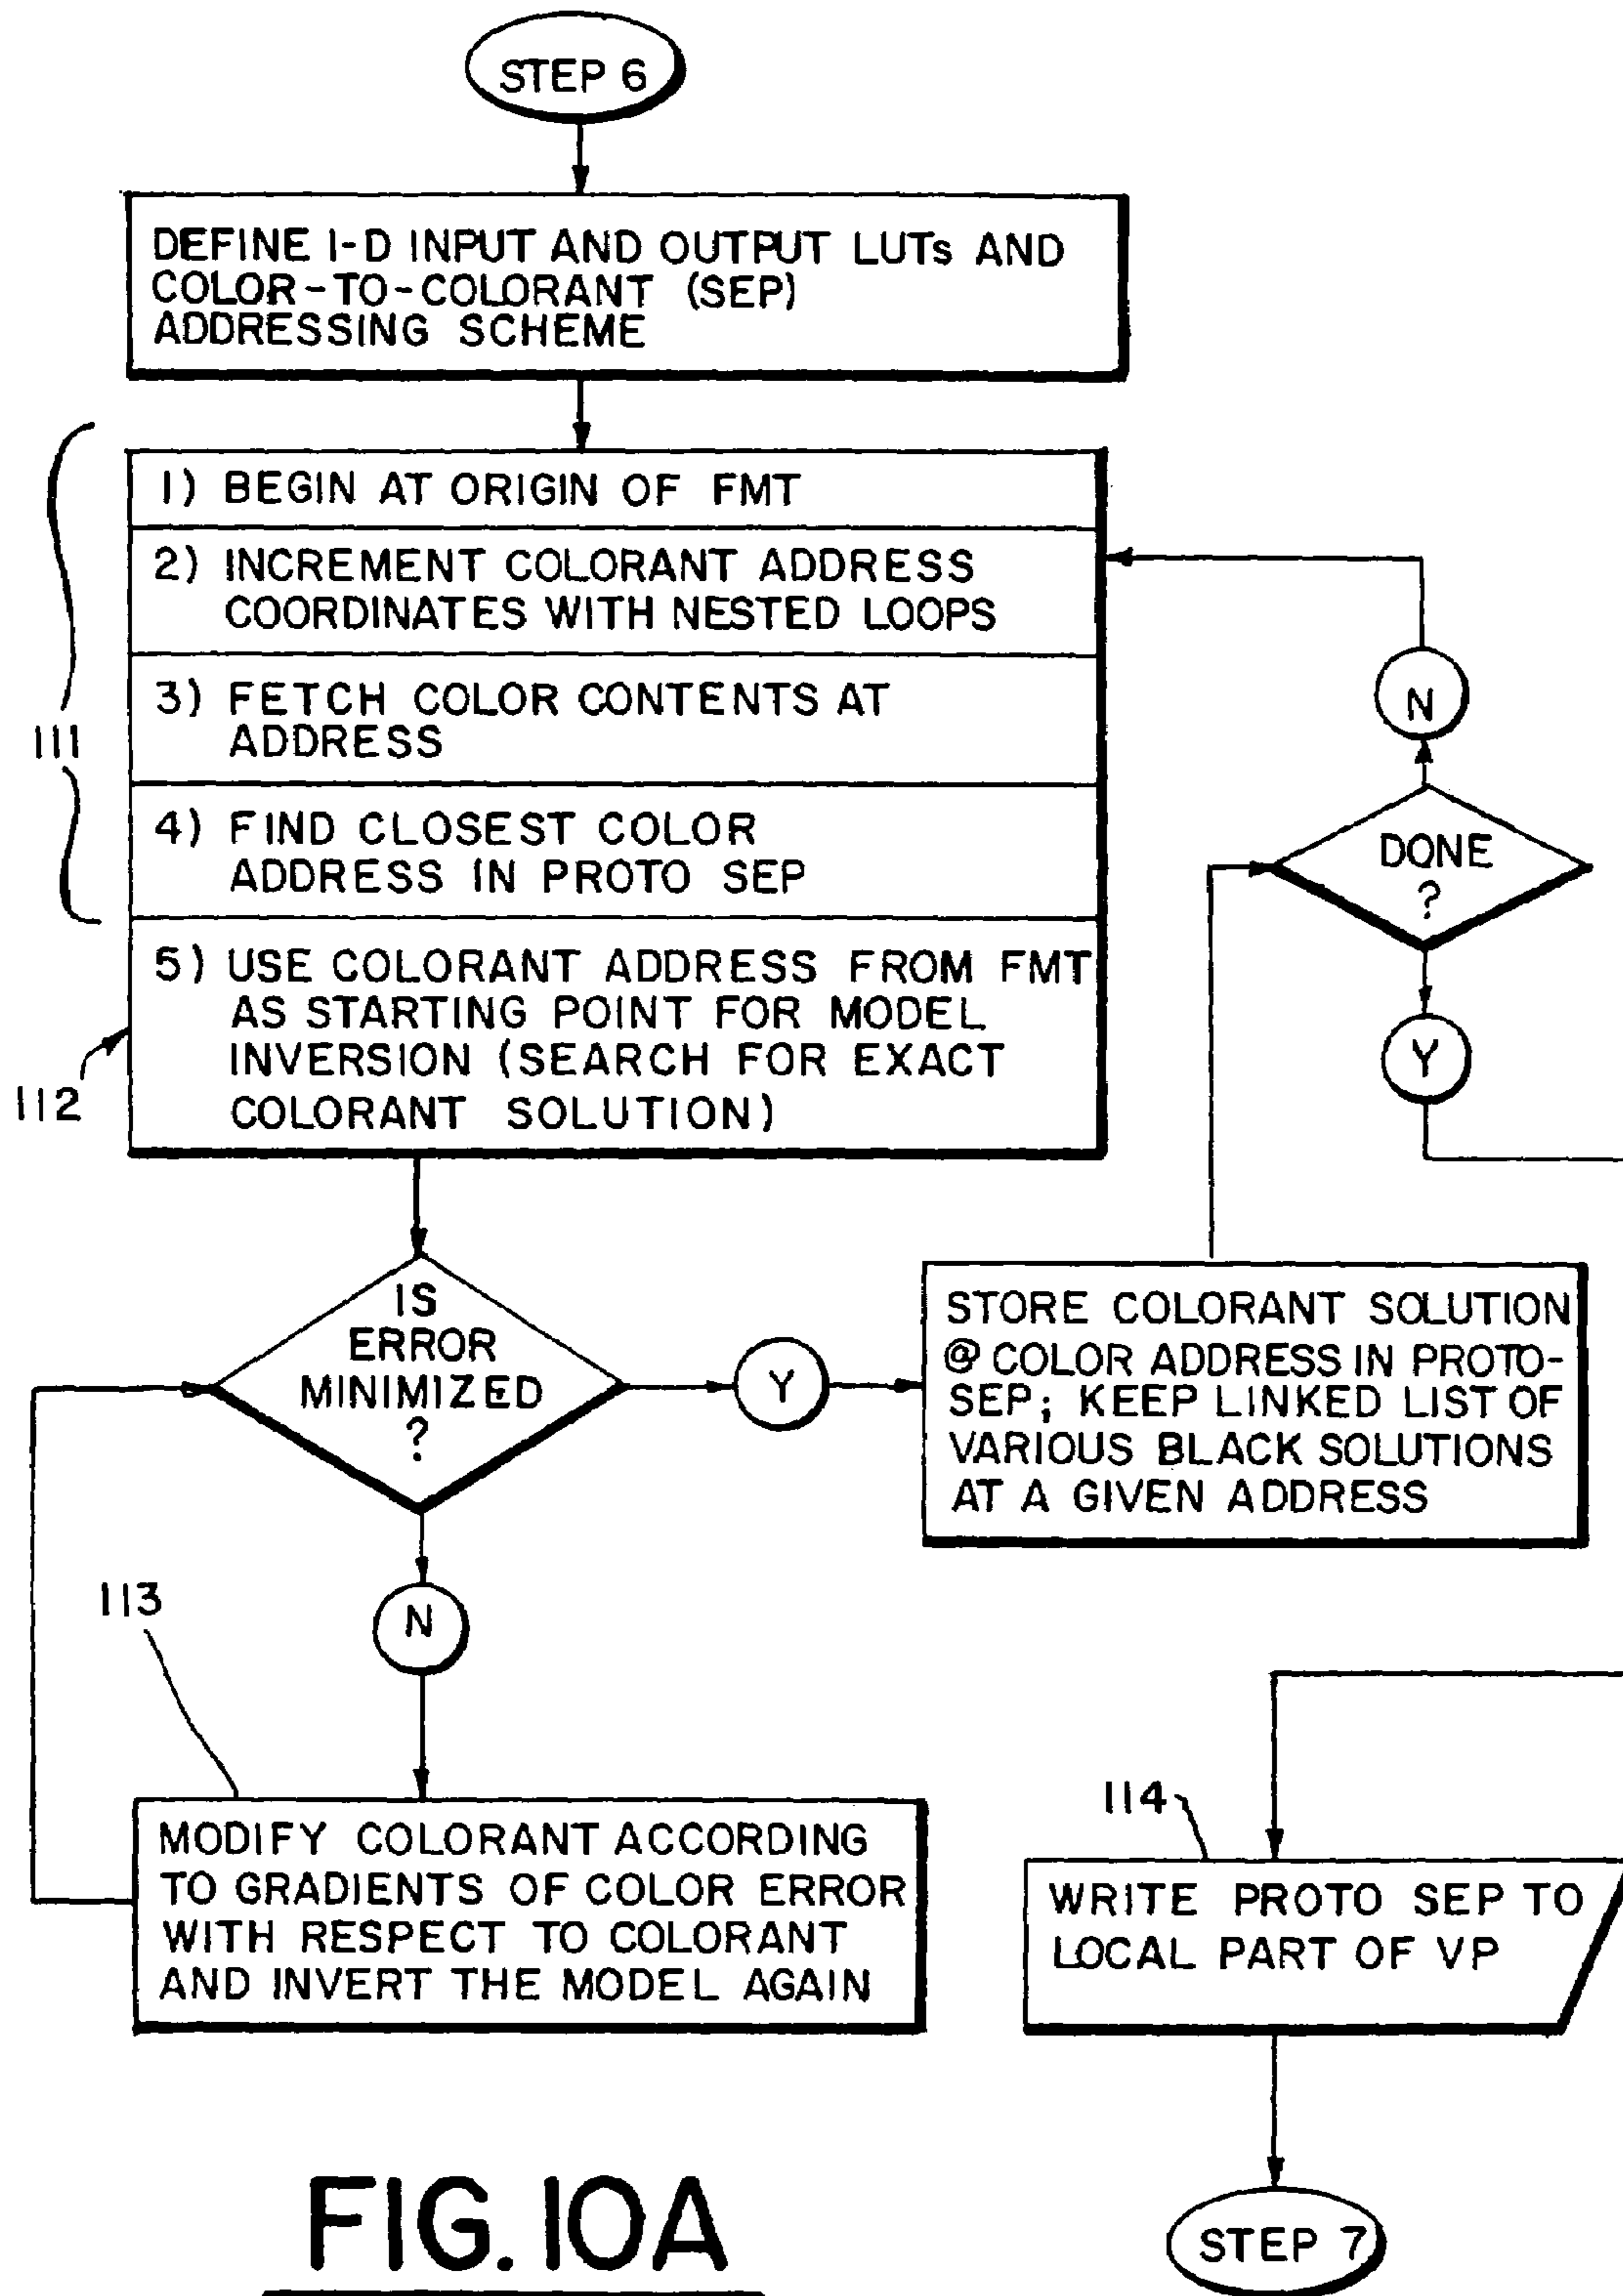 STEP 6
DEFINE 1-D INPUT AND OUTPUT LUTs AND
COLOR-TO-COLORANT (SEP)
ADDRESSING SCHEME
1) BEGIN AT ORIGIN OF FMT
2) INCREMENT COLORANT ADDRESS
COORDINATES WITH NESTED LOOPS
3) FETCH COLOR CONTENTS AT
ADDRESS
4) FIND CLOSEST COLOR
ADDRESS IN PROTO SEP
5) USE COLORANT ADDRESS FROM FMT
AS STARTING POINT FOR MODEL
INVERSION (SEARCH FOR EXACT
COLORANT SOLUTION)
111
112
N
DONE
?
Y
IS
ERROR
MINIMIZED
?
Y
STORE COLORANT SOLUTION
@ COLOR ADDRESS IN PROTO-
SEP; KEEP LINKED LIST OF
VARIOUS BLACK SOLUTIONS
AT A GIVEN ADDRESS
N
113
MODIFY COLORANT ACCORDING
TO GRADIENTS OF COLOR ERROR
WITH RESPECT TO COLORANT
AND INVERT THE MODEL AGAIN
114
WRITE PROTO SEP TO
LOCAL PART OF VP
STEP 7
FIG. 10A